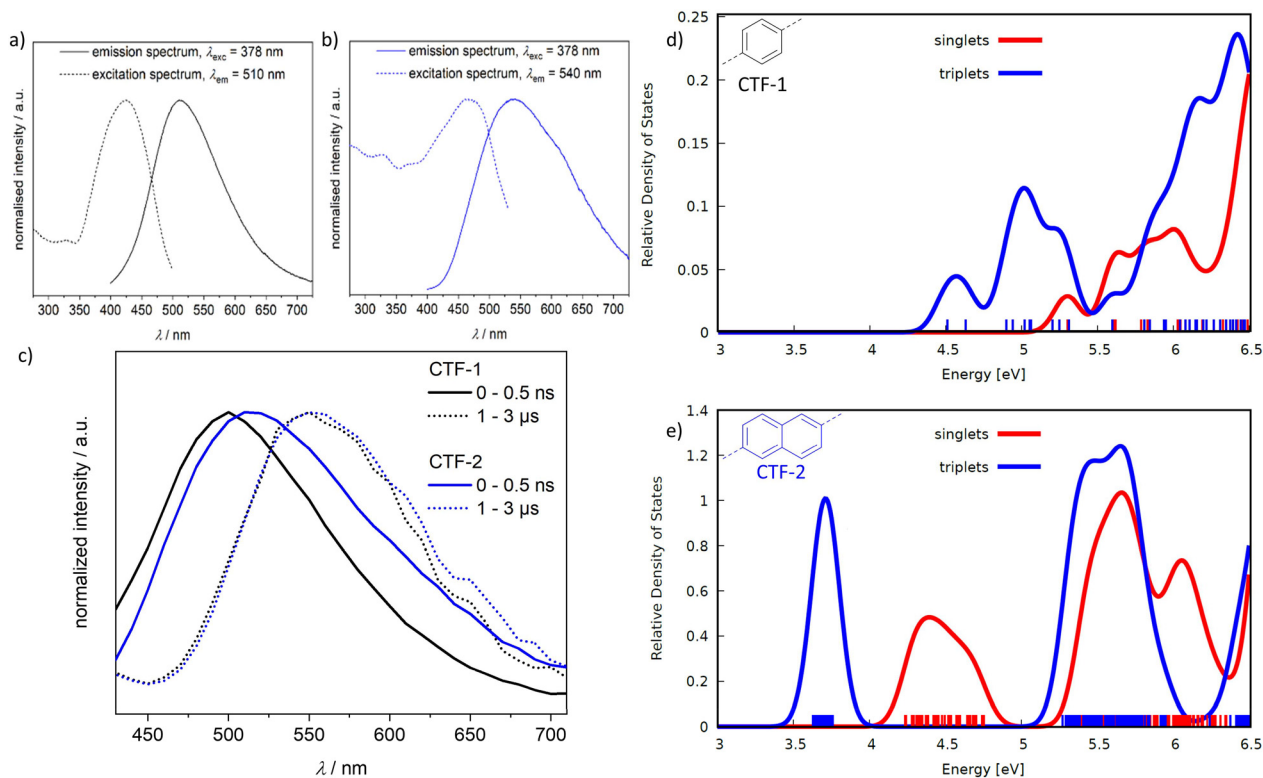 a)
emission spectrum, λexc = 378 nm
excitation spectrum, λem = 510 nm
normalised intensity / a.u.
300 350 400 450 500 550 600 650 700
λ / nm
b)
emission spectrum, λexc = 378 nm
excitation spectrum, λem = 540 nm
normalised intensity / a.u.
300 350 400 450 500 550 600 650 700
λ / nm
c)
CTF-1
0 - 0.5 ns
1 - 3 µs
CTF-2
0 - 0.5 ns
1 - 3 µs
normalized intensity / a.u.
450 500 550 600 650 700
λ / nm
d)
CTF-1
singlets
triplets
Relative Density of States
0.25
0.2
0.15
0.1
0.05
0
3 3.5 4 4.5 5 5.5 6 6.5
Energy [eV]
e)
CTF-2
singlets
triplets
Relative Density of States
1.4
1.2
1
0.8
0.6
0.4
0.2
0
3 3.5 4 4.5 5 5.5 6 6.5
Energy [eV]